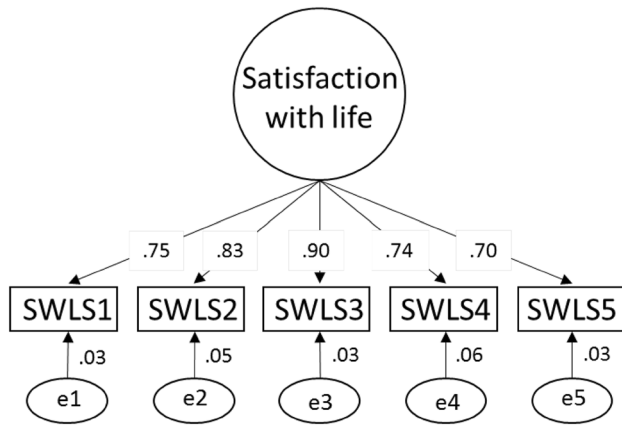 Satisfaction
with life
.75 .83 .90 .74 .70
SWLS1 SWLS2 SWLS3 SWLS4 SWLS5
.03 .05 .03 .06 .03
e1 e2 e3 e4 e5